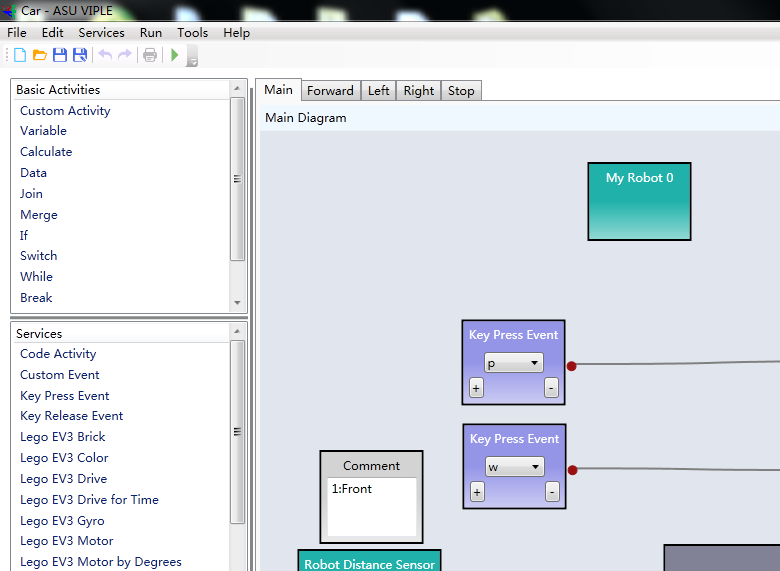 Car - ASU VIPLE
File Edit Services Run Tools Help
Basic Activities
Custom Activity
Variable
Calculate
Data
Join
Merge
If
Switch
While
Break
Services
Code Activity
Custom Event
Key Press Event
Key Release Event
Lego EV3 Brick
Lego EV3 Color
Lego EV3 Drive
Lego EV3 Drive for Time
Lego EV3 Gyro
Lego EV3 Motor
Lego EV3 Motor by Degrees
Main Forward Left Right Stop
Main Diagram
My Robot 0
Key Press Event
p
+ -
Key Press Event
w
+ -
Comment
1:Front
Robot Distance Sensor